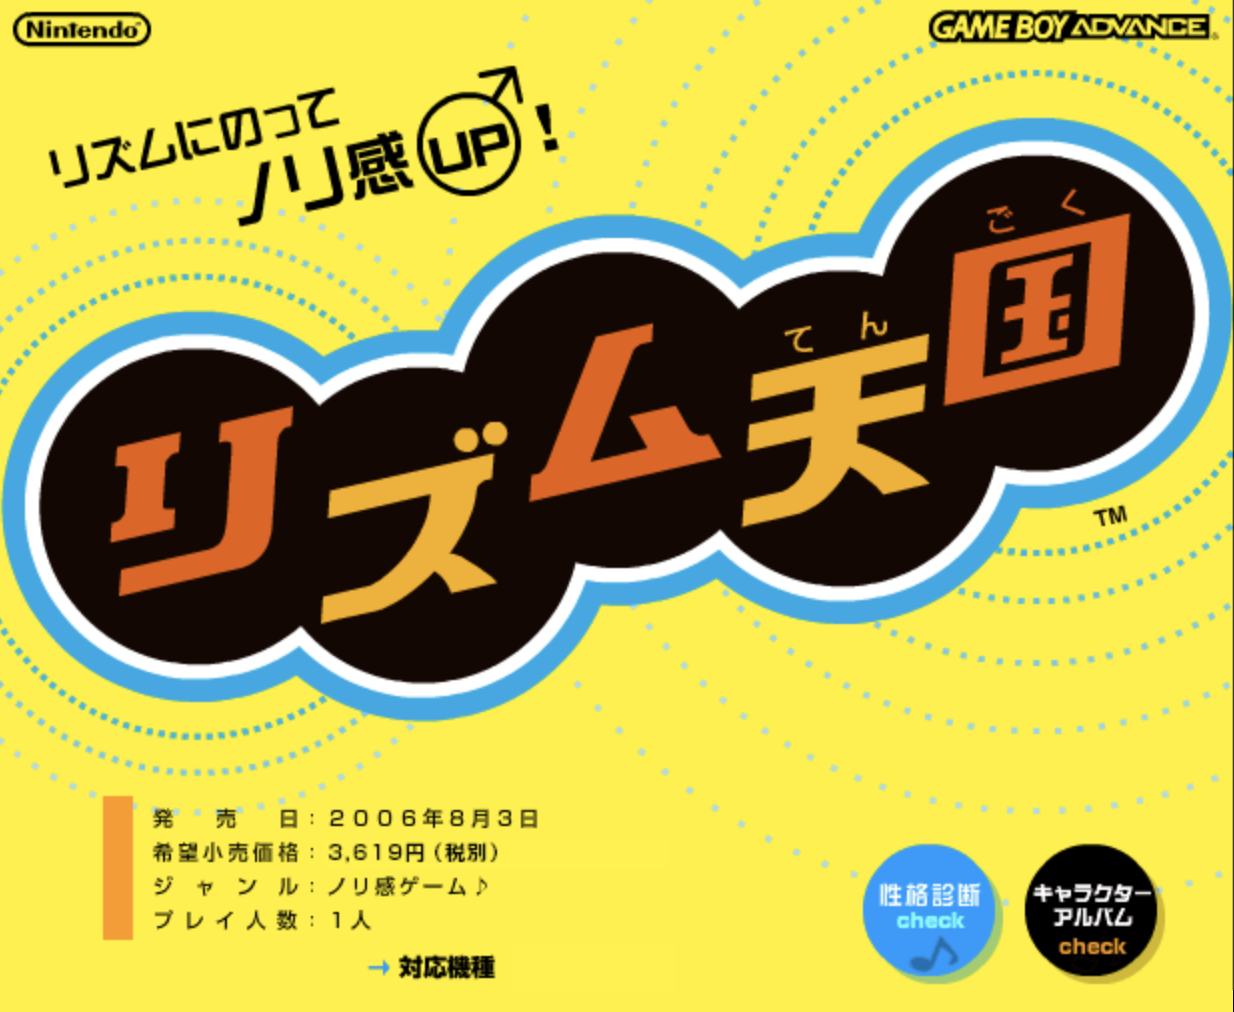 Nintendo
GAME BOY ADVANCE
リズムにのって
ノリ感UP!
リズム天国
てん
ごく
TM
発売日：2006年8月3日
希望小売価格：3,619円（税別）
ジャンル：ノリ感ゲーム♪
プレイ人数：1人
→対応機種
性格診断
check
キャラクター
アルバム
check